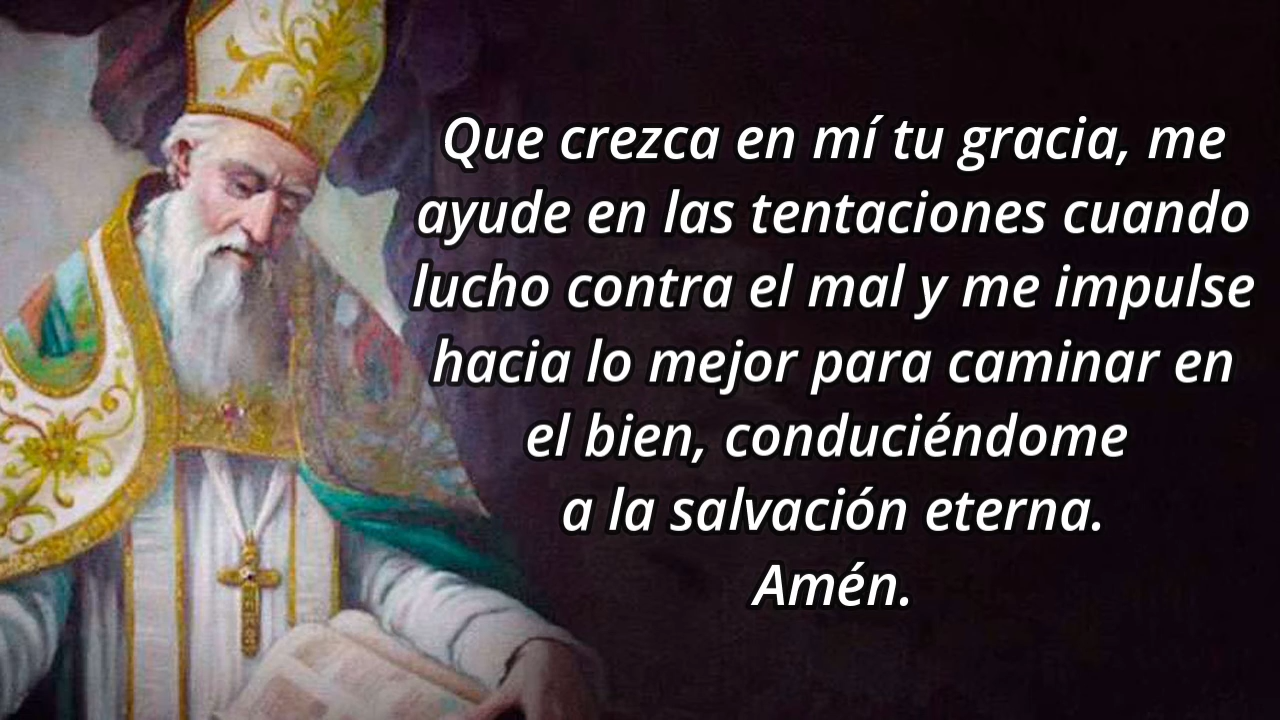 Que crezca en mí tu gracia, me
ayude en las tentaciones cuando
lucho contra el mal y me impulse
hacia lo mejor para caminar en
el bien, conduciéndome
a la salvación eterna.
Amén.